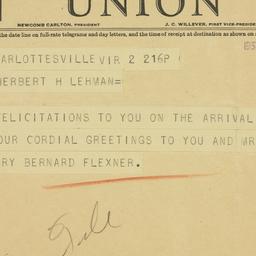 UNION
NEWCOMB CARLTON, PRESIDENT J. C. WILLEVER, FIRST VICE-PRESIDENT
the date line on full-rate telegrams and day letters, and the time of receipt at destination as shown on
HARLOTTESVILLE VIR 2 216P
HERBERT H LEHMAN=
FELICITATIONS TO YOU ON THE ARRIVAL
OUR CORDIAL GREETINGS TO YOU AND MR
RY BERNARD FLEXNER.